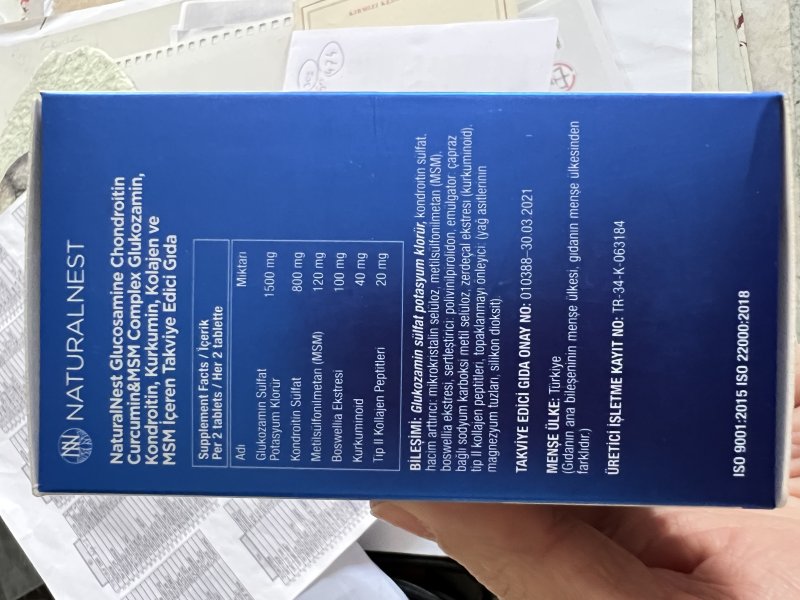 NATURALNEST
NaturalNest Glucosamine Chondroitin
Curcumin&MSM Complex Glukozamin,
Kondroitin, Kurkumin, Kolajen ve
MSM İçeren Takviye Edici Gıda
Supplement Facts / İçerik
Per 2 tablets / Her 2 tablette
Adı Miktarı
Glukozamin Sülfat
Potasyum Klorür 1500 mg
Kondroitin Sülfat 800 mg
Metilsülfonilmetan (MSM) 120 mg
Boswellia Ekstresi 100 mg
Kurkuminoid 40 mg
Tip II Kollajen Peptitleri 20 mg
BİLEŞİMİ: Glukozamin sülfat potasyum klorür, kondroitin sülfat,
hacim arttırıcı: mikrokristalin selüloz, metilsülfonilmetan (MSM),
boswellia ekstresi, sertleştirici: polivinilprolidon, emülgatör: çapraz
bağlı sodyum karboksi metil selüloz, zerdeçal ekstresi (kurkuminoid),
tip II kollajen peptitleri, topaklanmayı önleyici: (yağ asitlerinin
magnezyum tuzları, silikon dioksit).
TAKVİYE EDİCİ GIDA ONAY NO: 010388-30.03.2021
MENŞE ÜLKE: Türkiye
(Gıdanın ana bileşeninin menşe ülkesi, gıdanın menşe ülkesinden
farklıdır.)
ÜRETİCİ İŞLETME KAYIT NO: TR-34-K-063184
ISO 9001:2015 ISO 22000:2018